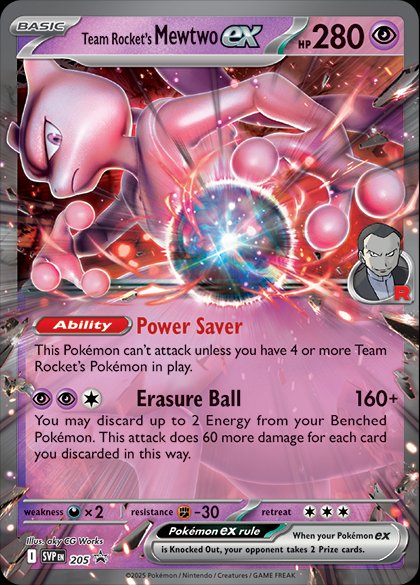 BASIC
Team Rocket's Mewtwo ex HP 280
R
Ability Power Saver
This Pokémon can't attack unless you have 4 or more Team
Rocket's Pokémon in play.
Erasure Ball 160+
You may discard up to 2 Energy from your Benched
Pokémon. This attack does 60 more damage for each card
you discarded in this way.
weakness ×2 resistance -30 retreat
Illus. aky CG Works
I SVP EN 205
Pokémon ex rule
When your Pokémon ex
is Knocked Out, your opponent takes 2 Prize cards.
©2025 Pokémon / Nintendo / Creatures / GAME FREAK